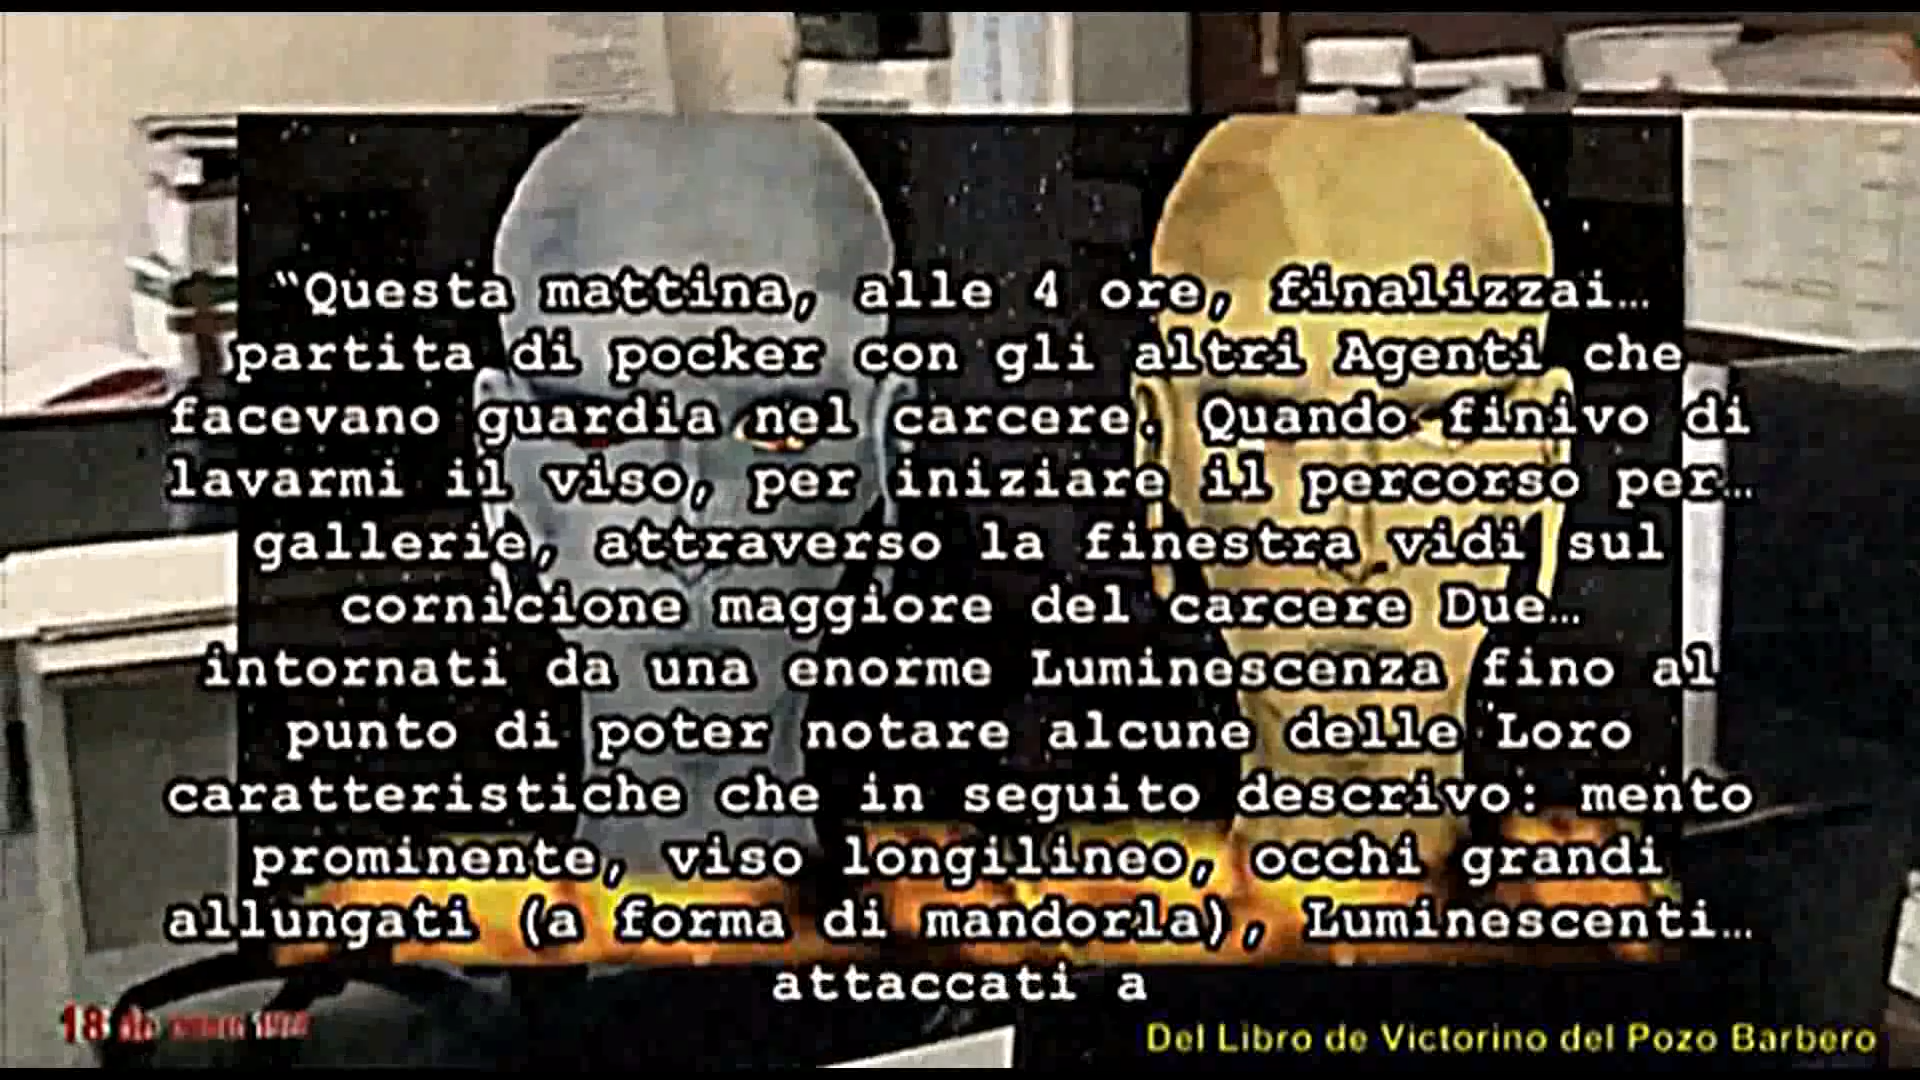 “Questa mattina, alle 4 ore, finalizzai…
partita di pocker con gli altri Agenti che
facevano guardia nel carcere. Quando finivo di
lavarmi il viso, per iniziare il percorso per…
gallerie, attraverso la finestra vidi sul
cornicione maggiore del carcere Due…
intornati da una enorme Luminescenza fino al
punto di poter notare alcune delle Loro
caratteristiche che in seguito descrivo: mento
prominente, viso longilineo, occhi grandi
allungati (a forma di mandorla), Luminescenti…
attaccati a
18 de
Del Libro de Victorino del Pozo Barbero